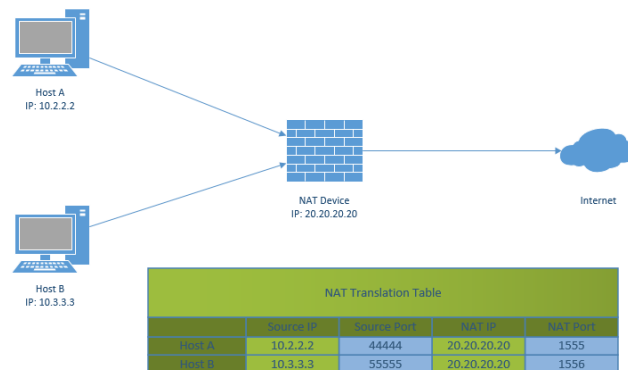 Host A
IP: 10.2.2.2
NAT Device
IP: 20.20.20.20
Internet
Host B
IP: 10.3.3.3
NAT Translation Table
Source IP Source Port NAT IP NAT Port
Host A 10.2.2.2 44444 20.20.20.20 1555
Host B 10.3.3.3 55555 20.20.20.20 1556